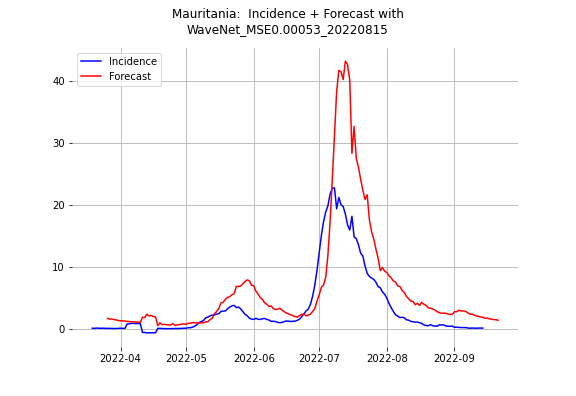 Mauritania:  Incidence + Forecast with
WaveNet_MSE0.00053_20220815
Incidence
Forecast
40
30
20
10
0
2022-04
2022-05
2022-06
2022-07
2022-08
2022-09